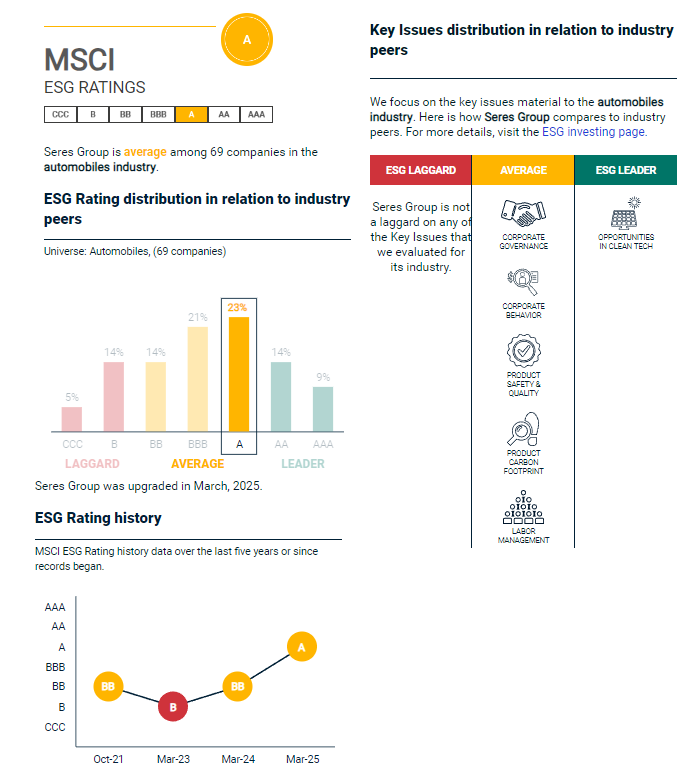 A
MSCI
ESG RATINGS
CCC B BB BBB A AA AAA
Seres Group is average among 69 companies in the
automobiles industry.
ESG Rating distribution in relation to industry
peers
Universe: Automobiles, (69 companies)
5% 14% 14% 21% 23% 14% 9%
CCC B BB BBB A AA AAA
LAGGARD AVERAGE LEADER
Seres Group was upgraded in March, 2025.
ESG Rating history
MSCI ESG Rating history data over the last five years or since
records began.
AAA
AA
A
BBB
BB
B
CCC
BB B BB A
Oct-21 Mar-23 Mar-24 Mar-25
Key Issues distribution in relation to industry
peers
We focus on the key issues material to the automobiles
industry. Here is how Seres Group compares to industry
peers. For more details, visit the ESG investing page.
ESG LAGGARD AVERAGE ESG LEADER
Seres Group is not
a laggard on any of
the Key Issues that
we evaluated for
its industry.
CORPORATE
GOVERNANCE
CORPORATE
BEHAVIOR
PRODUCT
SAFETY &
QUALITY
PRODUCT
CARBON
FOOTPRINT
LABOR
MANAGEMENT
OPPORTUNITIES
IN CLEAN TECH